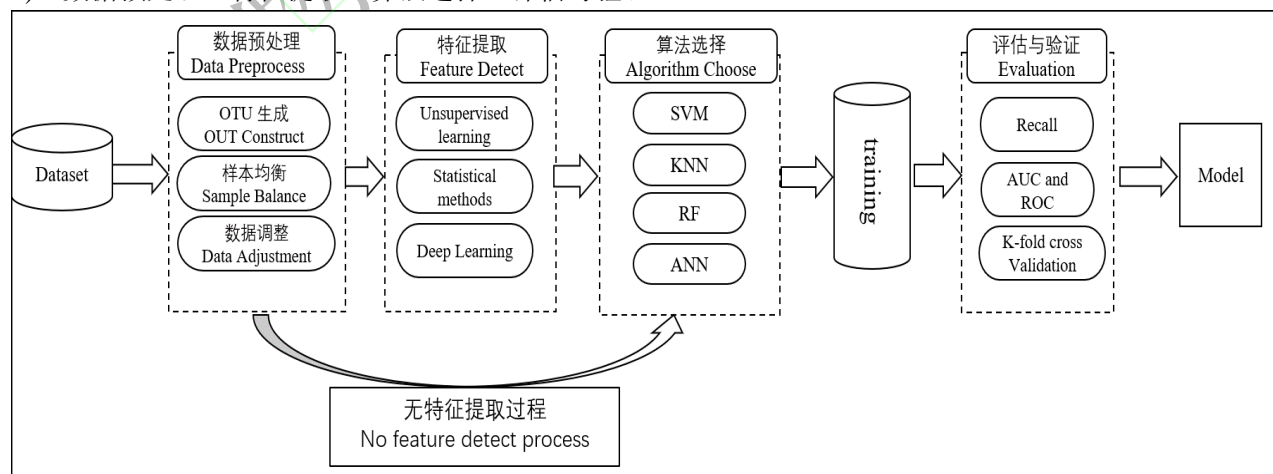 Dataset
数据预处理
Data Preprocess
OTU 生成
OUT Construct
样本均衡
Sample Balance
数据调整
Data Adjustment
特征提取
Feature Detect
Unsupervised
learning
Statistical
methods
Deep Learning
算法选择
Algorithm Choose
SVM
KNN
RF
ANN
training
评估与验证
Evaluation
Recall
AUC and
ROC
K-fold cross
Validation
Model
无特征提取过程
No feature detect process